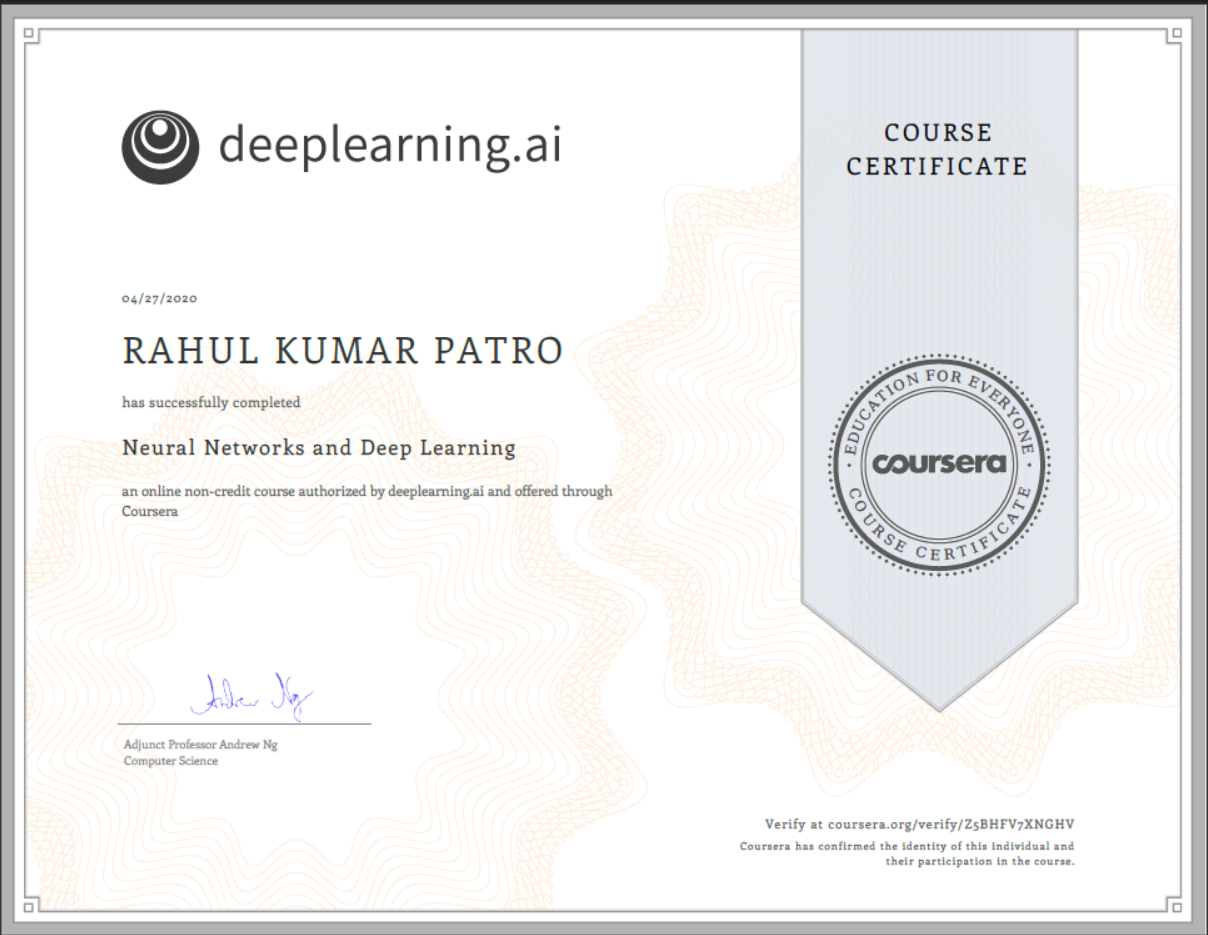 deeplearning.ai
COURSE
CERTIFICATE
04/27/2020
RAHUL KUMAR PATRO
has successfully completed
Neural Networks and Deep Learning
an online non-credit course authorized by deeplearning.ai and offered through
Coursera
EDUCATION FOR EVERYONE
coursera
COURSE CERTIFICATE
Andrew Ng
Adjunct Professor Andrew Ng
Computer Science
Verify at coursera.org/verify/Z5BHFV7XNGHV
Coursera has confirmed the identity of this individual and
their participation in the course.